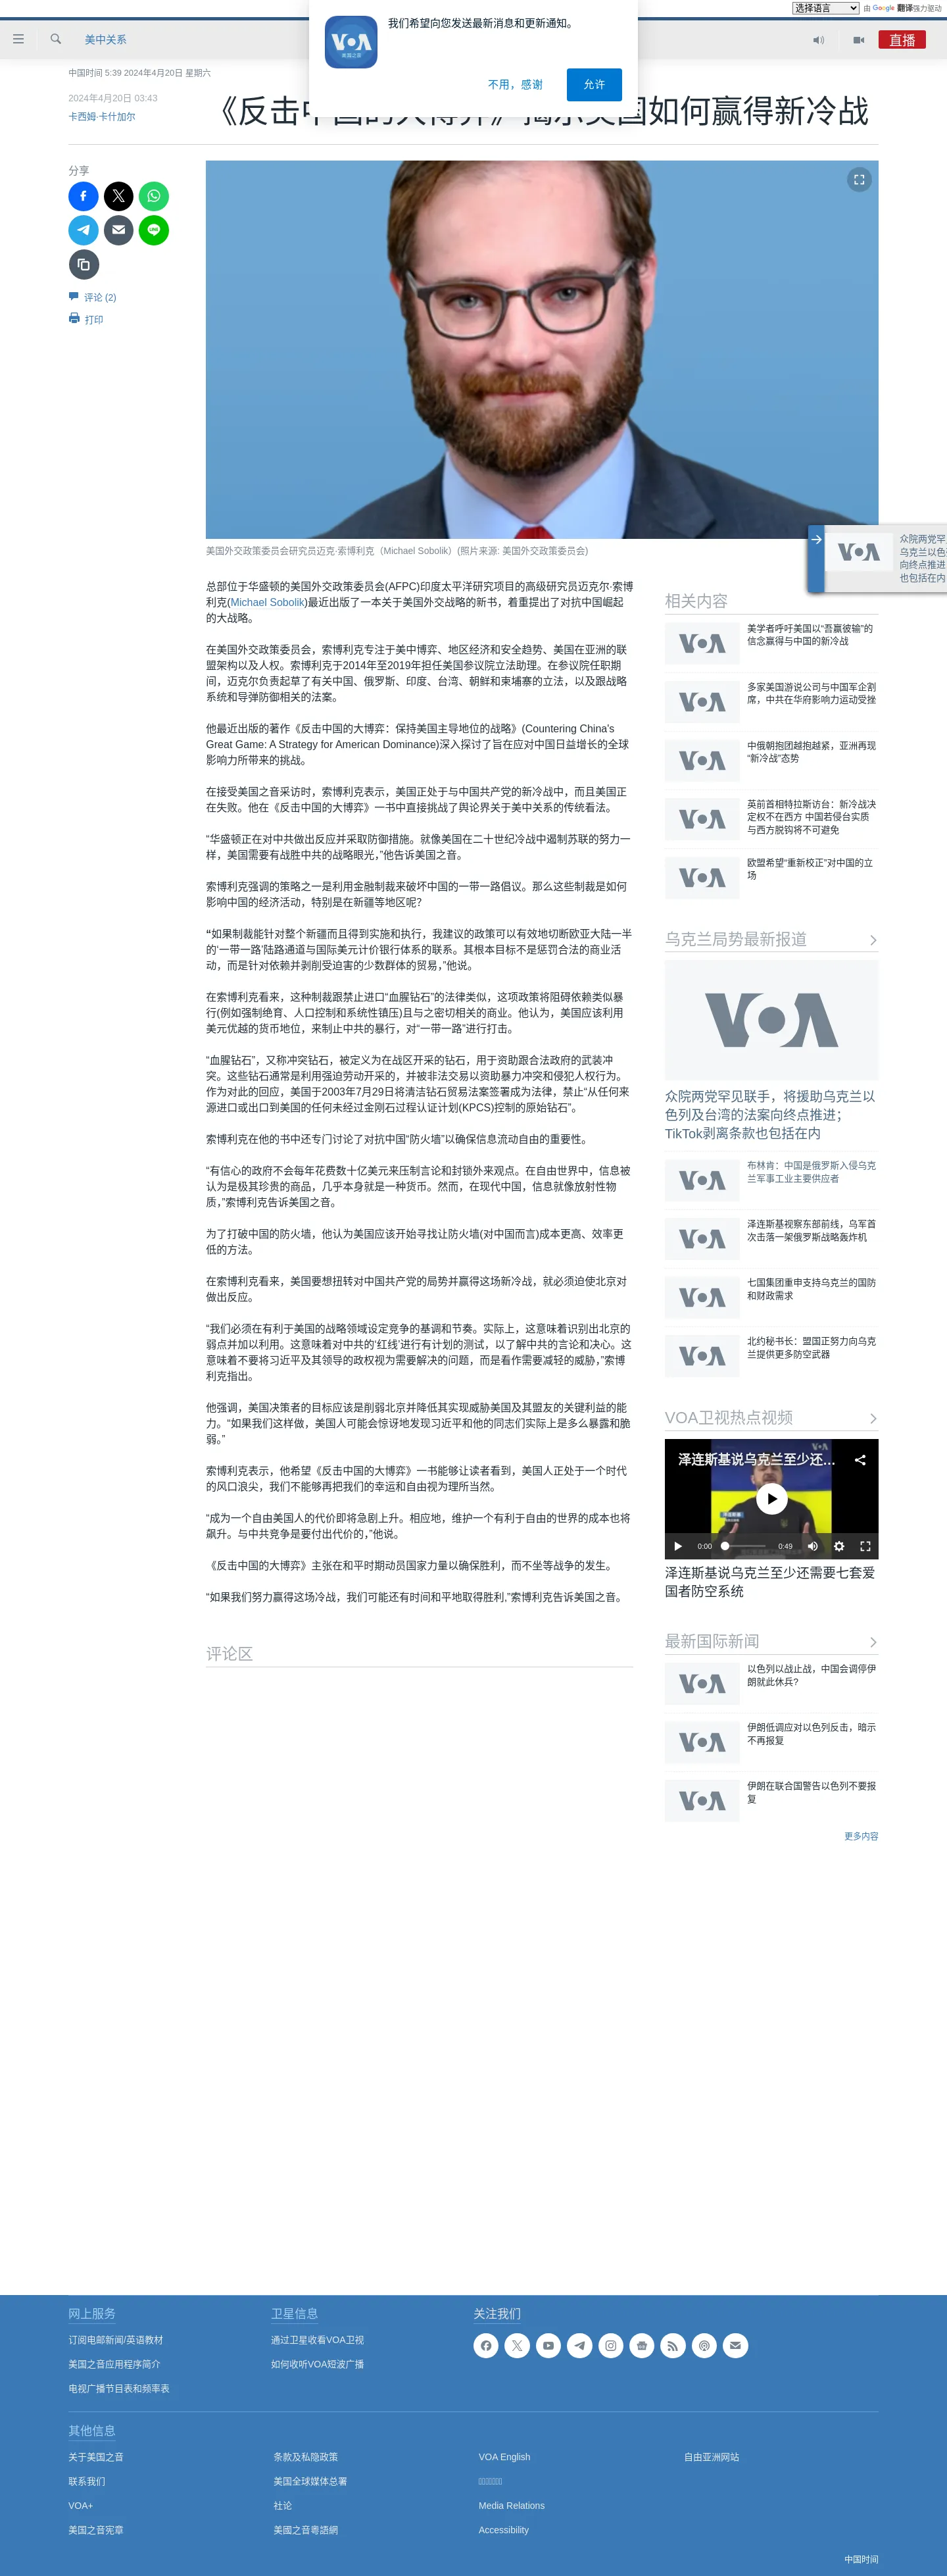 选择语言 由 Google 翻译强力驱动
美中关系
直播
VOA
美国之音
我们希望向您发送最新消息和更新通知。
不用，感谢
允许
中国时间 5:39 2024年4月20日 星期六
2024年4月20日 03:43
卡西姆·卡什加尔
如何赢得新冷战
分享
评论 (2)
打印
美国外交政策委员会研究员迈克·索博利克（Michael Sobolik）(照片来源: 美国外交政策委员会)
总部位于华盛顿的美国外交政策委员会(AFPC)印度太平洋研究项目的高级研究员迈克尔·索博
利克(Michael Sobolik)最近出版了一本关于美国外交战略的新书，着重提出了对抗中国崛起
的大战略。
在美国外交政策委员会，索博利克专注于美中博弈、地区经济和安全趋势、美国在亚洲的联
盟架构以及人权。索博利克于2014年至2019年担任美国参议院立法助理。在参议院任职期
间，迈克尔负责起草了有关中国、俄罗斯、印度、台湾、朝鲜和柬埔寨的立法，以及跟战略
系统和导弹防御相关的法案。
他最近出版的著作《反击中国的大博弈：保持美国主导地位的战略》(Countering China's
Great Game: A Strategy for American Dominance)深入探讨了旨在应对中国日益增长的全球
影响力所带来的挑战。
在接受美国之音采访时，索博利克表示，美国正处于与中国共产党的新冷战中，而且美国正
在失败。他在《反击中国的大博弈》一书中直接挑战了舆论界关于美中关系的传统看法。
“华盛顿正在对中共做出反应并采取防御措施。就像美国在二十世纪冷战中遏制苏联的努力一
样，美国需要有战胜中共的战略眼光，”他告诉美国之音。
索博利克强调的策略之一是利用金融制裁来破坏中国的一带一路倡议。那么这些制裁是如何
影响中国的经济活动，特别是在新疆等地区呢?
“如果制裁能针对整个新疆而且得到实施和执行，我建议的政策可以有效地切断欧亚大陆一半
的‘一带一路’陆路通道与国际美元计价银行体系的联系。其根本目标不是惩罚合法的商业活
动，而是针对依赖并剥削受迫害的少数群体的贸易，”他说。
在索博利克看来，这种制裁跟禁止进口“血腥钻石”的法律类似，这项政策将阻碍依赖类似暴
行(例如强制绝育、人口控制和系统性镇压)且与之密切相关的商业。他认为，美国应该利用
美元优越的货币地位，来制止中共的暴行，对“一带一路”进行打击。
“血腥钻石”，又称冲突钻石，被定义为在战区开采的钻石，用于资助跟合法政府的武装冲
突。这些钻石通常是利用强迫劳动开采的，并被非法交易以资助暴力冲突和侵犯人权行为。
作为对此的回应，美国于2003年7月29日将清洁钻石贸易法案签署成为法律，禁止“从任何来
源进口或出口到美国的任何未经过金刚石过程认证计划(KPCS)控制的原始钻石”。
索博利克在他的书中还专门讨论了对抗中国“防火墙”以确保信息流动自由的重要性。
“有信心的政府不会每年花费数十亿美元来压制言论和封锁外来观点。在自由世界中，信息被
认为是极其珍贵的商品，几乎本身就是一种货币。然而，在现代中国，信息就像放射性物
质，”索博利克告诉美国之音。
为了打破中国的防火墙，他认为美国应该开始寻找让防火墙(对中国而言)成本更高、效率更
低的方法。
在索博利克看来，美国要想扭转对中国共产党的局势并赢得这场新冷战，就必须迫使北京对
做出反应。
“我们必须在有利于美国的战略领域设定竞争的基调和节奏。实际上，这意味着识别出北京的
弱点并加以利用。这意味着对中共的‘红线’进行有计划的测试，以了解中共的言论和决心。这
意味着不要将习近平及其领导的政权视为需要解决的问题，而是看作需要减轻的威胁，”索博
利克指出。
他强调，美国决策者的目标应该是削弱北京并降低其实现威胁美国及其盟友的关键利益的能
力。“如果我们这样做，美国人可能会惊讶地发现习近平和他的同志们实际上是多么暴露和脆
弱。”
索博利克表示，他希望《反击中国的大博弈》一书能够让读者看到，美国人正处于一个时代
的风口浪尖，我们不能够再把我们的幸运和自由视为理所当然。
“成为一个自由美国人的代价即将急剧上升。相应地，维护一个有利于自由的世界的成本也将
飙升。与中共竞争是要付出代价的，”他说。
《反击中国的大博弈》主张在和平时期动员国家力量以确保胜利，而不坐等战争的发生。
“如果我们努力赢得这场冷战，我们可能还有时间和平地取得胜利,”索博利克告诉美国之音。
评论区
众院两党罕
乌克兰以色
向终点推进
也包括在内
相关内容
美学者呼吁美国以“吾赢彼输”的
信念赢得与中国的新冷战
多家美国游说公司与中国军企割
席，中共在华府影响力运动受挫
中俄朝抱团越抱越紧，亚洲再现
“新冷战”态势
英前首相特拉斯访台：新冷战决
定权不在西方 中国若侵台实质
与西方脱钩将不可避免
欧盟希望“重新校正”对中国的立
场
乌克兰局势最新报道
VOA
众院两党罕见联手，将援助乌克兰以
色列及台湾的法案向终点推进；
TikTok剥离条款也包括在内
布林肯：中国是俄罗斯入侵乌克
兰军事工业主要供应者
泽连斯基视察东部前线，乌军首
次击落一架俄罗斯战略轰炸机
七国集团重申支持乌克兰的国防
和财政需求
北约秘书长：盟国正努力向乌克
兰提供更多防空武器
VOA卫视热点视频
泽连斯基说乌克兰至少还...
0:00
0:49
泽连斯基说乌克兰至少还需要七套爱
国者防空系统
最新国际新闻
以色列以战止战，中国会调停伊
朗就此休兵?
伊朗低调应对以色列反击，暗示
不再报复
伊朗在联合国警告以色列不要报
复
更多内容
网上服务
订阅电邮新闻/英语教材
美国之音应用程序简介
电视广播节目表和频率表
卫星信息
通过卫星收看VOA卫视
如何收听VOA短波广播
关注我们
其他信息
关于美国之音
联系我们
VOA+
美国之音宪章
条款及私隐政策
美国全球媒体总署
社论
美國之音粵語網
VOA English
Media Relations
Accessibility
自由亚洲网站
中国时间